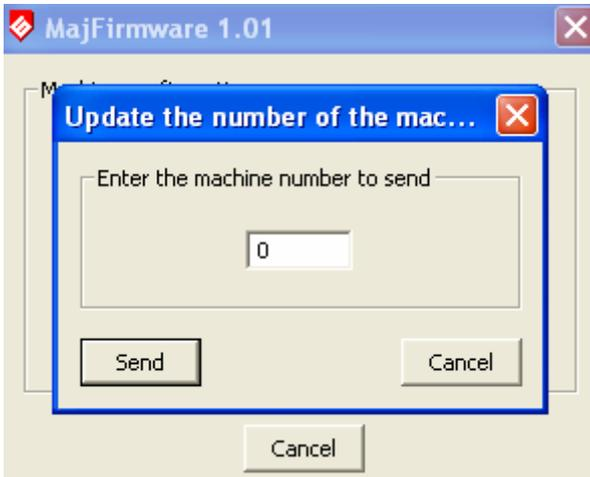 MajFirmware 1.01
Update the number of the mac...
Enter the machine number to send
0
Send
Cancel
Cancel